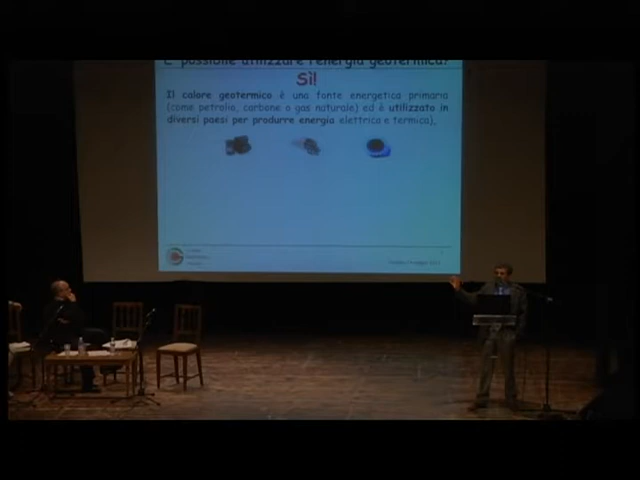 E' possibile utilizzare l'energia geotermica?
Sì!
Il calore geotermico è una fonte energetica primaria
(come petrolio, carbone o gas naturale) ed è utilizzato in
diversi paesi per produrre energia elettrica e termica),